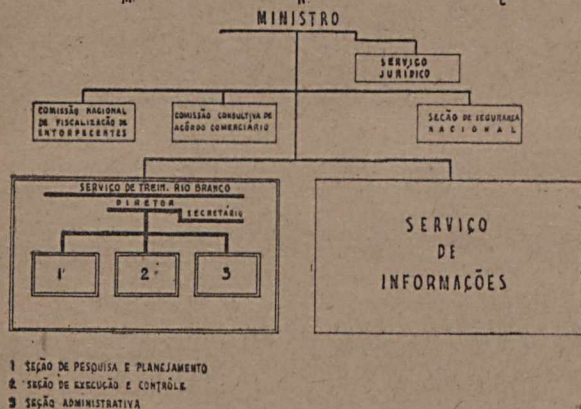 M. R. E
MINISTRO
SERVIÇO
JURÍDICO
COMISSÃO NACIONAL
DE FISCALIZAÇÃO DE
ENTORPECENTES
COMISSÃO CONSULTIVA DE
ACÔRDO COMERCIÁRIO
SEÇÃO DE SEGURANÇA
NACIONAL
SERVIÇO DE TREIM. RIO BRANCO
DIRETOR
SECRETÁRIO
1
2
3
SERVIÇO
DE
INFORMAÇÕES
1 SEÇÃO DE PESQUISA E PLANEJAMENTO
2 SEÇÃO DE EXECUÇÃO E CONTRÔLE
3 SEÇÃO ADMINISTRATIVA